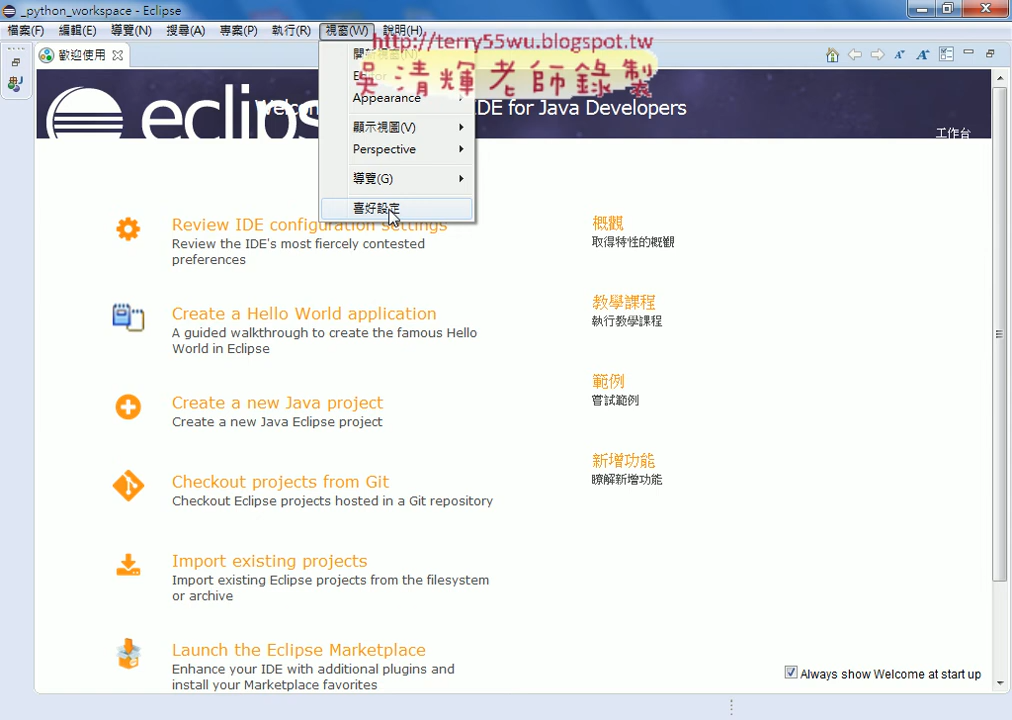 _python_workspace - Eclipse
檔案(F) 編輯(E) 導覽(N) 搜尋(A) 專案(P) 執行(R) 視窗(W) 說明(H)
http://terry55wu.blogspot.tw
歡迎使用
吳清輝老師錄製
Appearance
顯示視圖(V)
Perspective
導覽(G)
喜好設定
eclip
IDE for Java Developers
工作台
Review IDE configuration settings
Review the IDE's most fiercely contested
preferences
Create a Hello World application
A guided walkthrough to create the famous Hello
World in Eclipse
Create a new Java project
Create a new Java Eclipse project
Checkout projects from Git
Checkout Eclipse projects hosted in a Git repository
Import existing projects
Import existing Eclipse projects from the filesystem
or archive
Launch the Eclipse Marketplace
Enhance your IDE with additional plugins and
install your Marketplace favorites
概觀
取得特性的概觀
教學課程
執行教學課程
範例
嘗試範例
新增功能
瞭解新增功能
Always show Welcome at start up